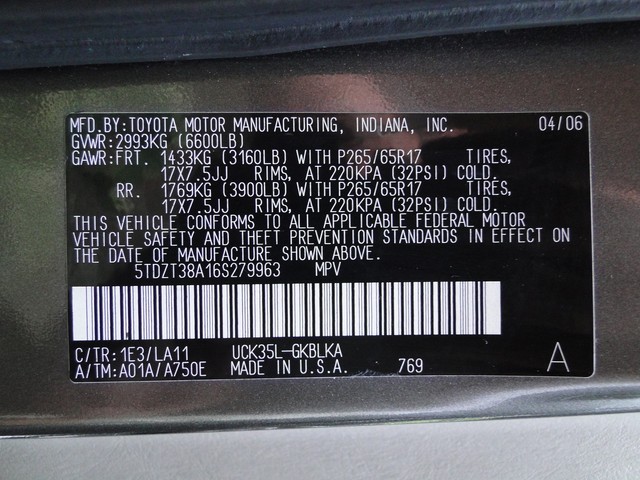 MFD.BY:TOYOTA MOTOR MANUFACTURING, INDIANA, INC. 04/06
GVWR:2993KG (6600LB)
GAWR:FRT. 1433KG (3160LB) WITH P265/65R17 TIRES,
17X7.5JJ RIMS, AT 220KPA (32PSI) COLD.
RR. 1769KG (3900LB) WITH P265/65R17 TIRES,
17X7.5JJ RIMS, AT 220KPA (32PSI) COLD.
THIS VEHICLE CONFORMS TO ALL APPLICABLE FEDERAL MOTOR
VEHICLE SAFETY AND THEFT PREVENTION STANDARDS IN EFFECT ON
THE DATE OF MANUFACTURE SHOWN ABOVE.
5TDZT38A16S279963 MPV
C/TR:1E3/LA11 UCK35L-GKBLKA
A/TM:A01A/A750E MADE IN U.S.A. 769 A